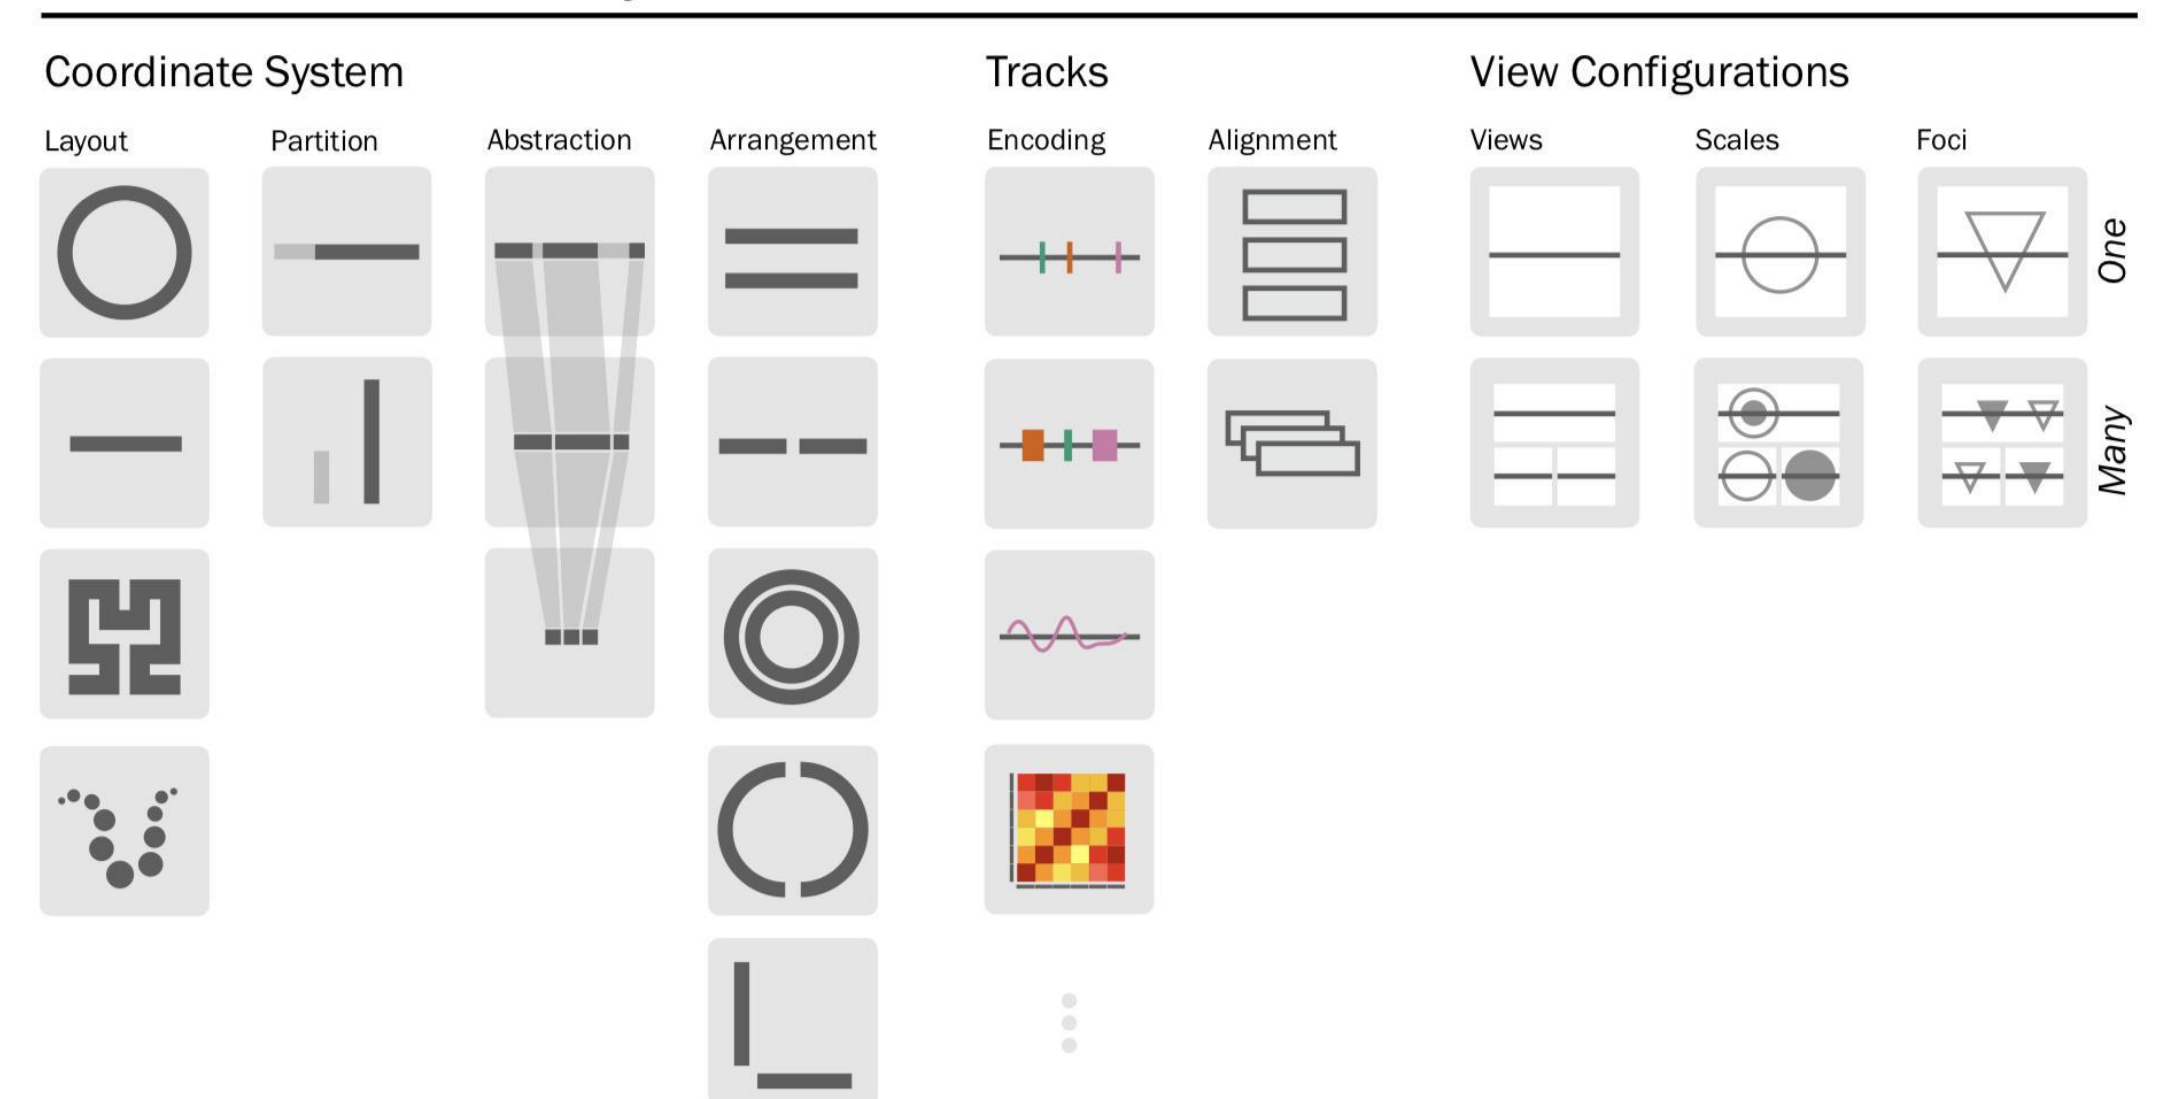 Coordinate System
Tracks
View Configurations
Layout
Partition
Abstraction
Arrangement
Encoding
Alignment
Views
Scales
Foci
One
Many